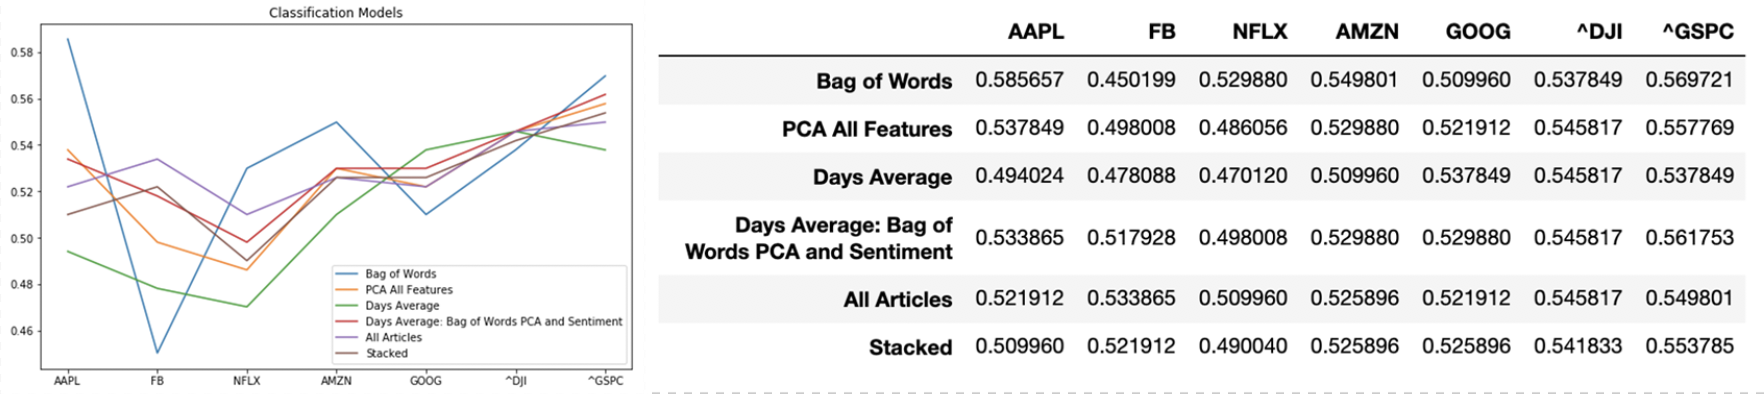 Classification Models
0.58
0.56
0.54
0.52
0.50
0.48
0.46
Bag of Words
PCA All Features
Days Average
Days Average: Bag of Words PCA and Sentiment
All Articles
Stacked
AAPL FB NFLX AMZN GOOG ^DJI ^GSPC
AAPL FB NFLX AMZN GOOG ^DJI ^GSPC
Bag of Words 0.585657 0.450199 0.529880 0.549801 0.509960 0.537849 0.569721
PCA All Features 0.537849 0.498008 0.486056 0.529880 0.521912 0.545817 0.557769
Days Average 0.494024 0.478088 0.470120 0.509960 0.537849 0.545817 0.537849
Days Average: Bag of
Words PCA and Sentiment 0.533865 0.517928 0.498008 0.529880 0.529880 0.545817 0.561753
All Articles 0.521912 0.533865 0.509960 0.525896 0.521912 0.545817 0.549801
Stacked 0.509960 0.521912 0.490040 0.525896 0.525896 0.541833 0.553785